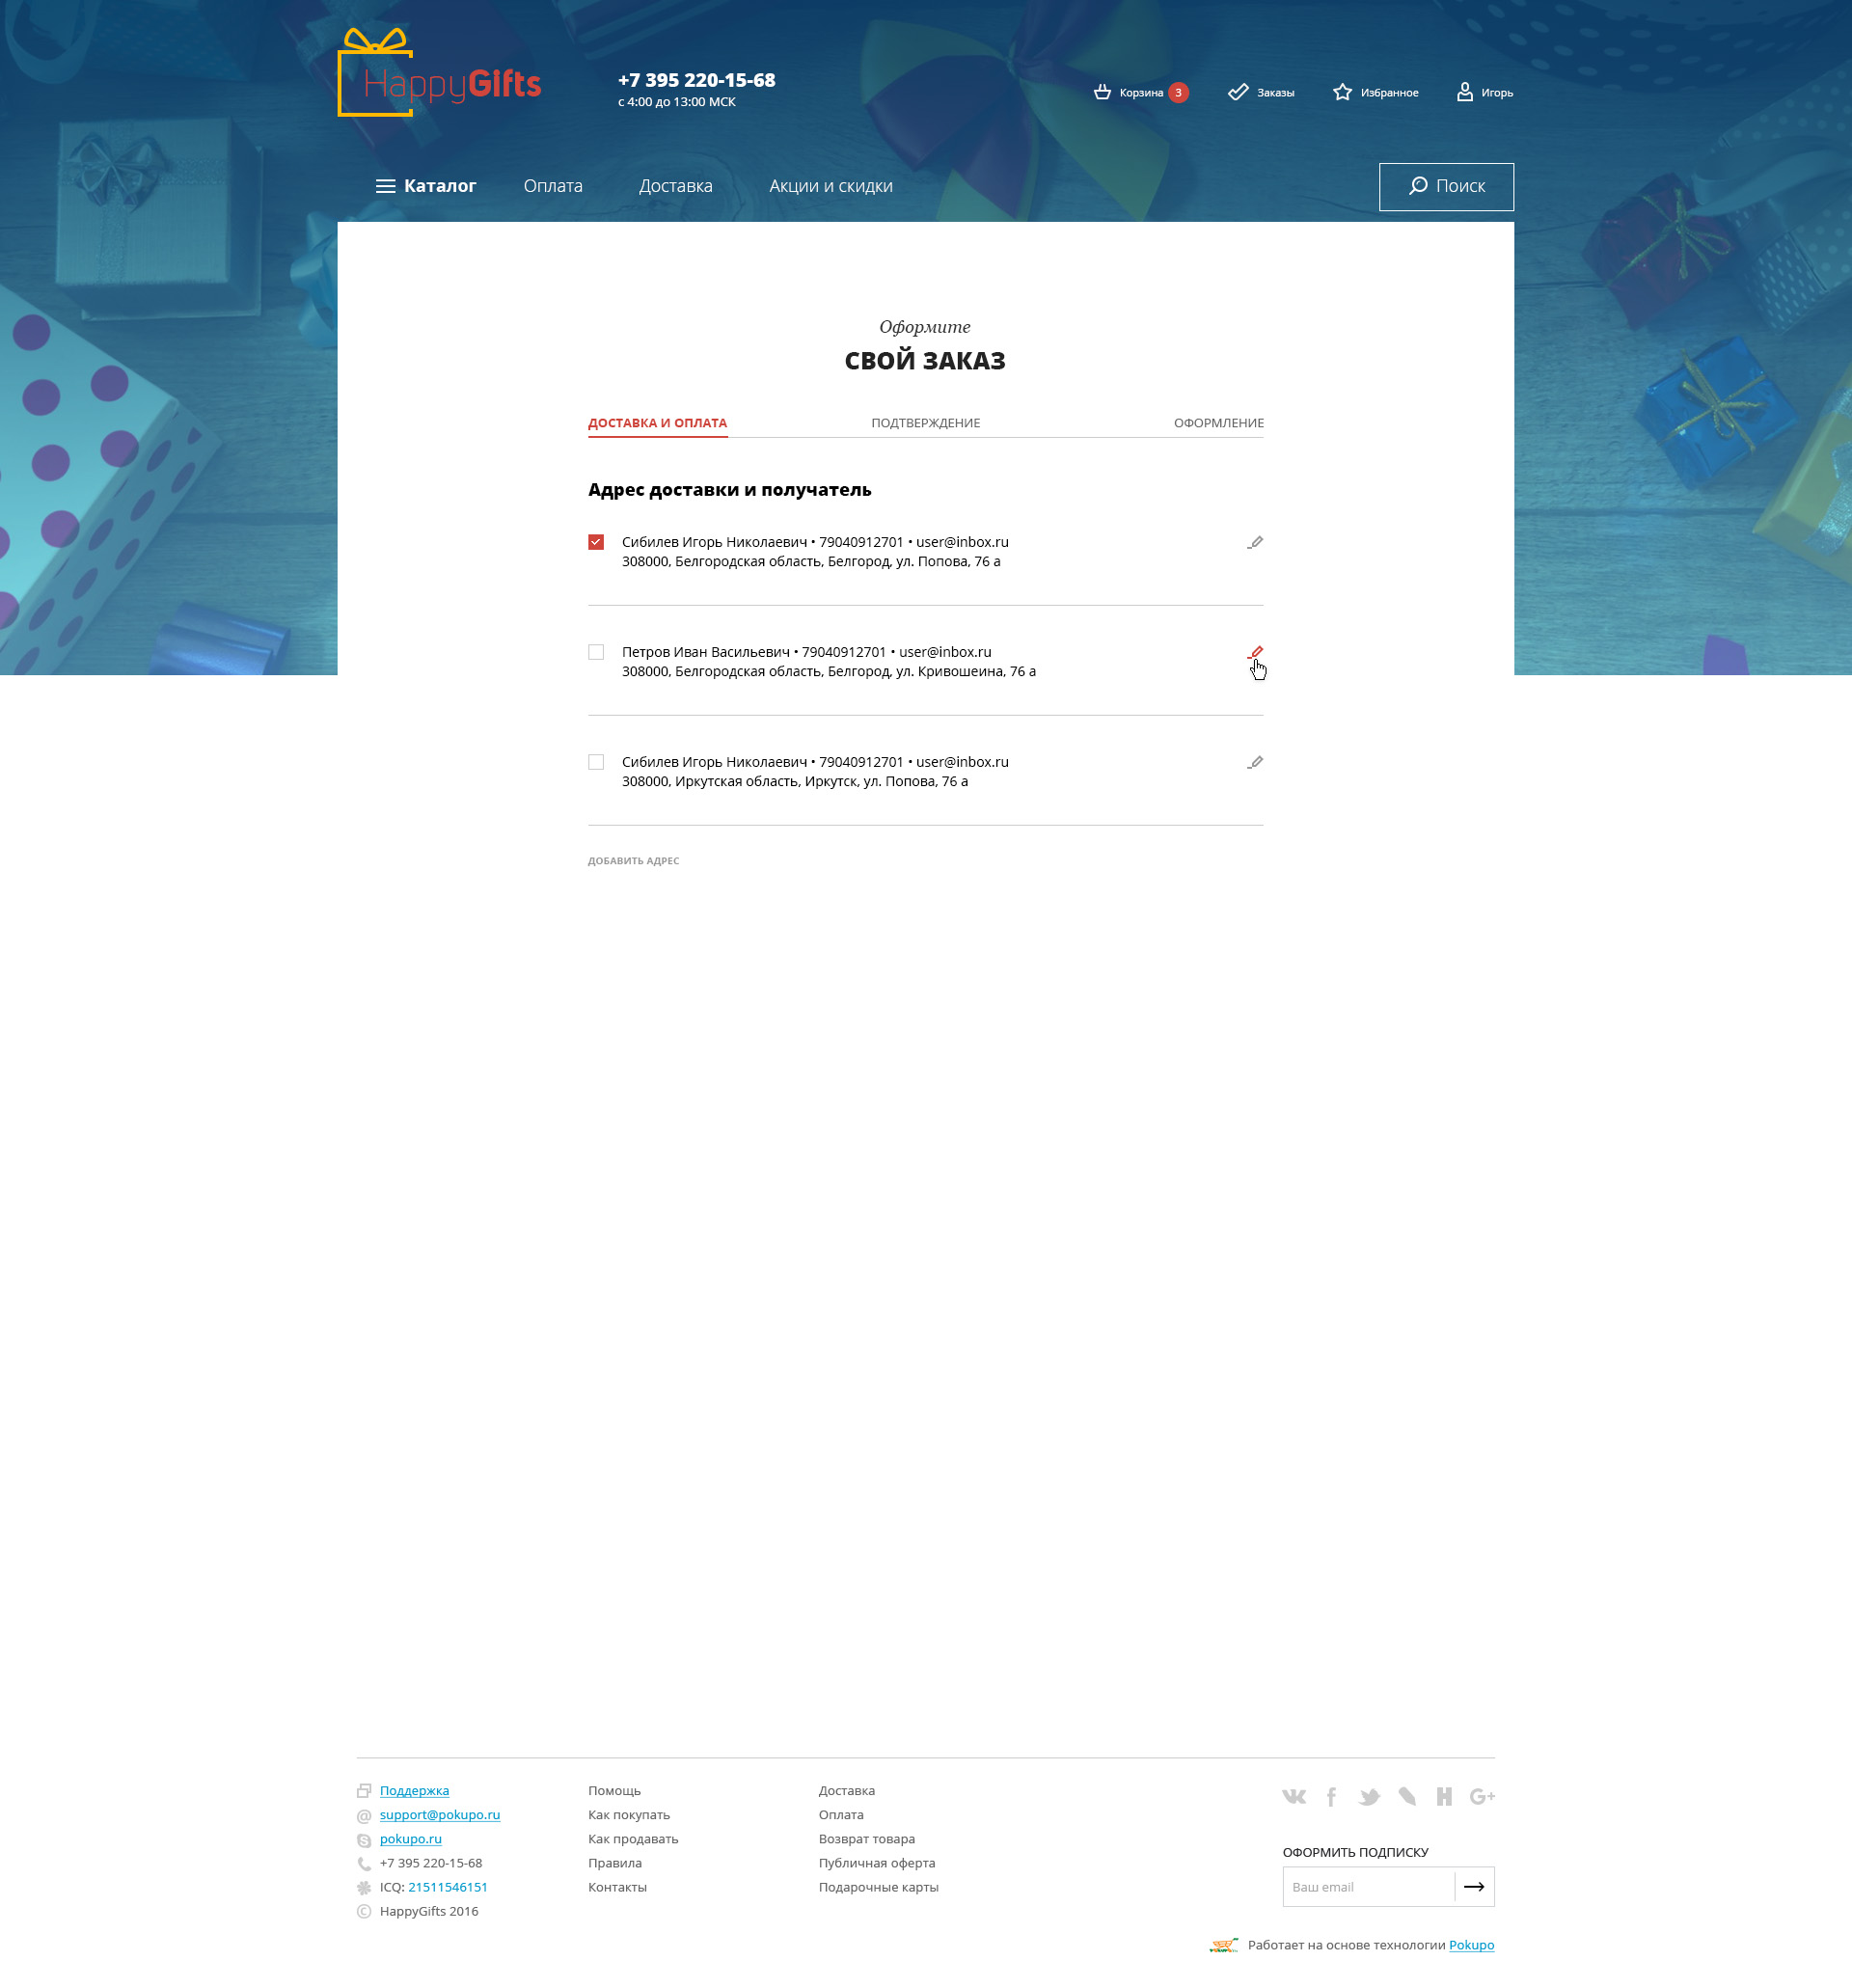 HappyGifts
+7 395 220-15-68
с 4:00 до 13:00 МСК
Корзина 3
Заказы
Избранное
Игорь
Каталог
Оплата
Доставка
Акции и скидки
Поиск
Оформите
СВОЙ ЗАКАЗ
ДОСТАВКА И ОПЛАТА
ПОДТВЕРЖДЕНИЕ
ОФОРМЛЕНИЕ
Адрес доставки и получатель
Сибилев Игорь Николаевич • 79040912701 • user@inbox.ru
308000, Белгородская область, Белгород, ул. Попова, 76 а
Петров Иван Васильевич • 79040912701 • user@inbox.ru
308000, Белгородская область, Белгород, ул. Кривошеина, 76 а
Сибилев Игорь Николаевич • 79040912701 • user@inbox.ru
308000, Иркутская область, Иркутск, ул. Попова, 76 а
ДОБАВИТЬ АДРЕС
Поддержка
support@pokupo.ru
pokupo.ru
+7 395 220-15-68
ICQ: 21511546151
© HappyGifts 2016
Помощь
Как покупать
Как продавать
Правила
Контакты
Доставка
Оплата
Возврат товара
Публичная оферта
Подарочные карты
ОФОРМИТЬ ПОДПИСКУ
Ваш email
Работает на основе технологии Pokupo